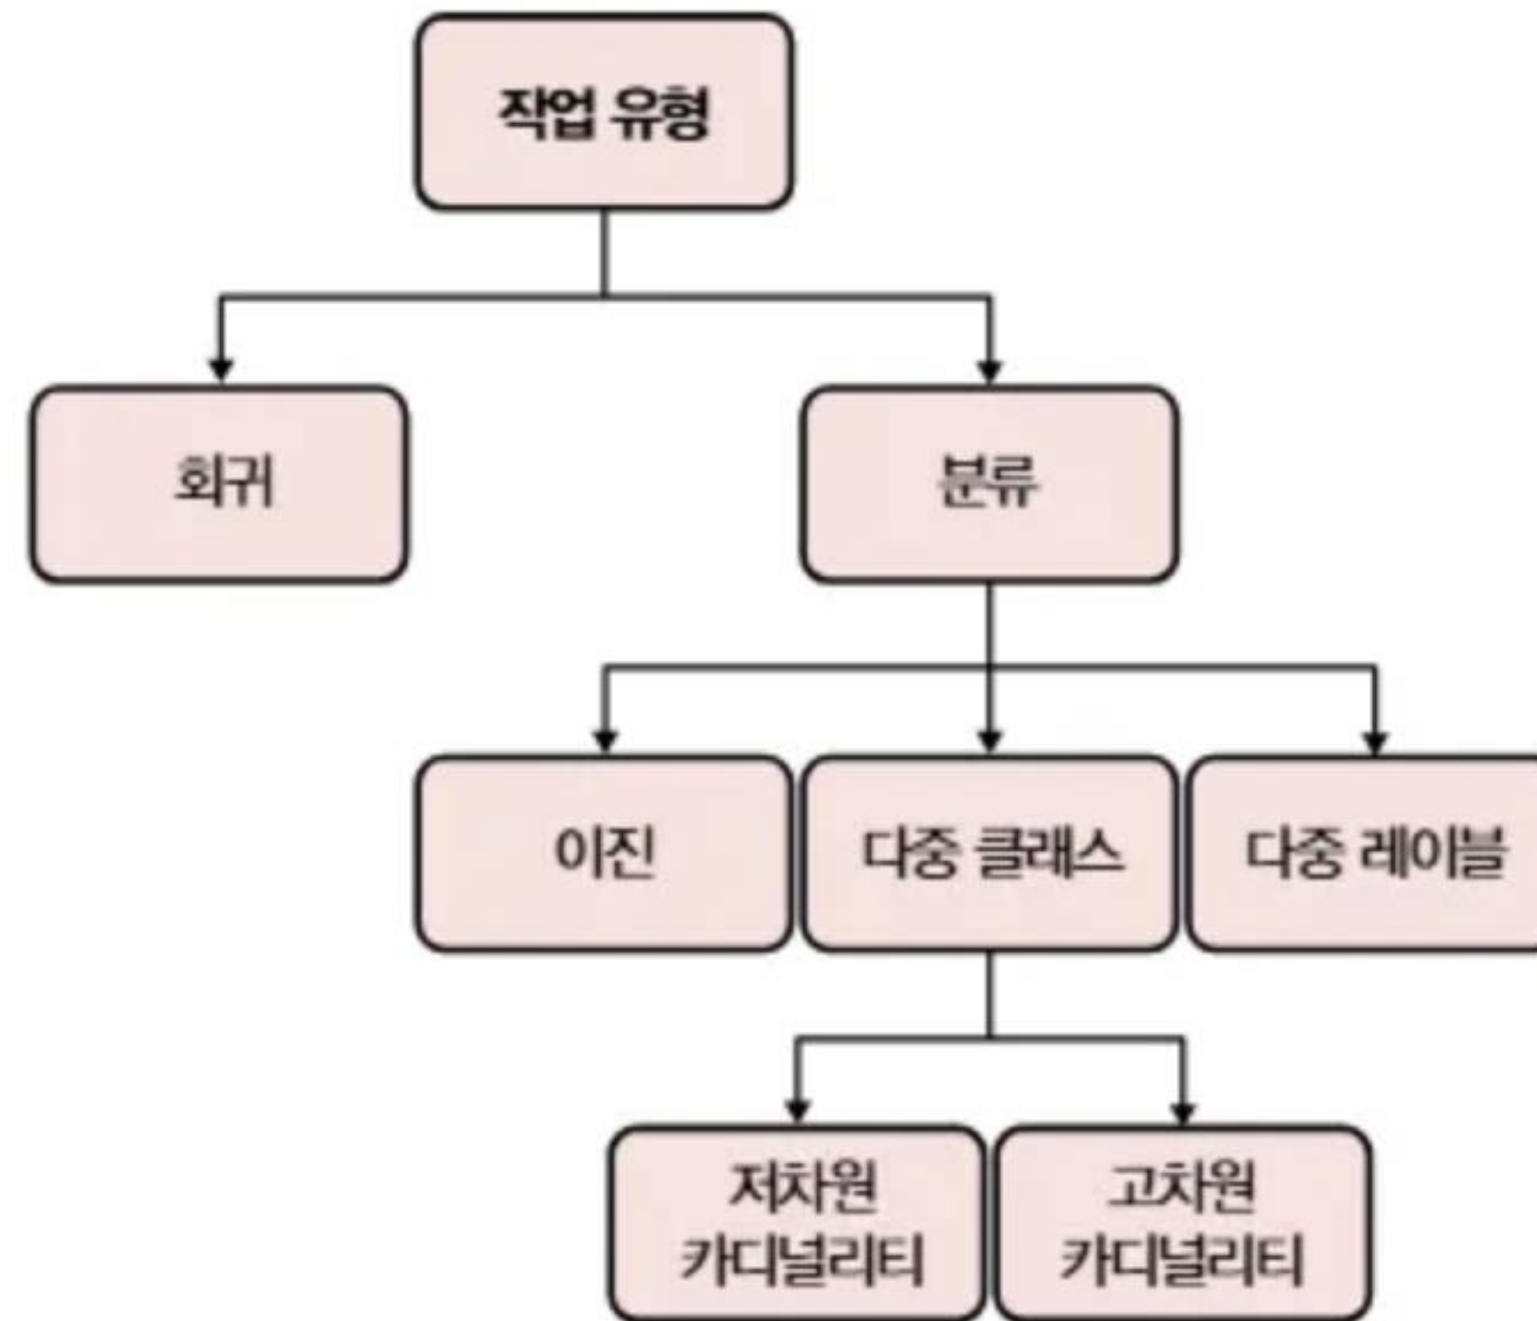 작업 유형
회귀
분류
이진
다중 클래스
다중 레이블
저차원
카디널리티
고차원
카디널리티